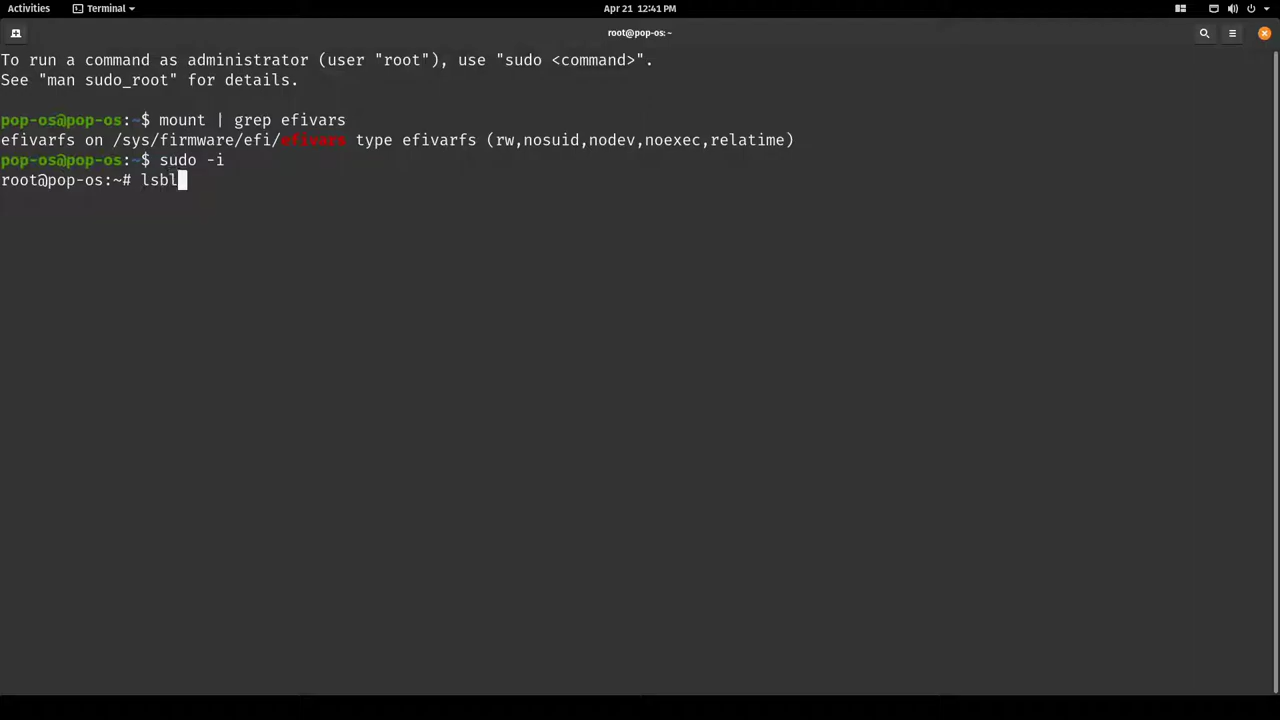 Activities
Terminal
Apr 21 12:41 PM
root@pop-os: ~
To run a command as administrator (user "root"), use "sudo <command>".
See "man sudo_root" for details.
pop-os@pop-os:~$ mount | grep efivars
efivarfs on /sys/firmware/efi/efivars type efivarfs (rw,nosuid,nodev,noexec,relatime)
pop-os@pop-os:~$ sudo -i
root@pop-os:~# lsbl